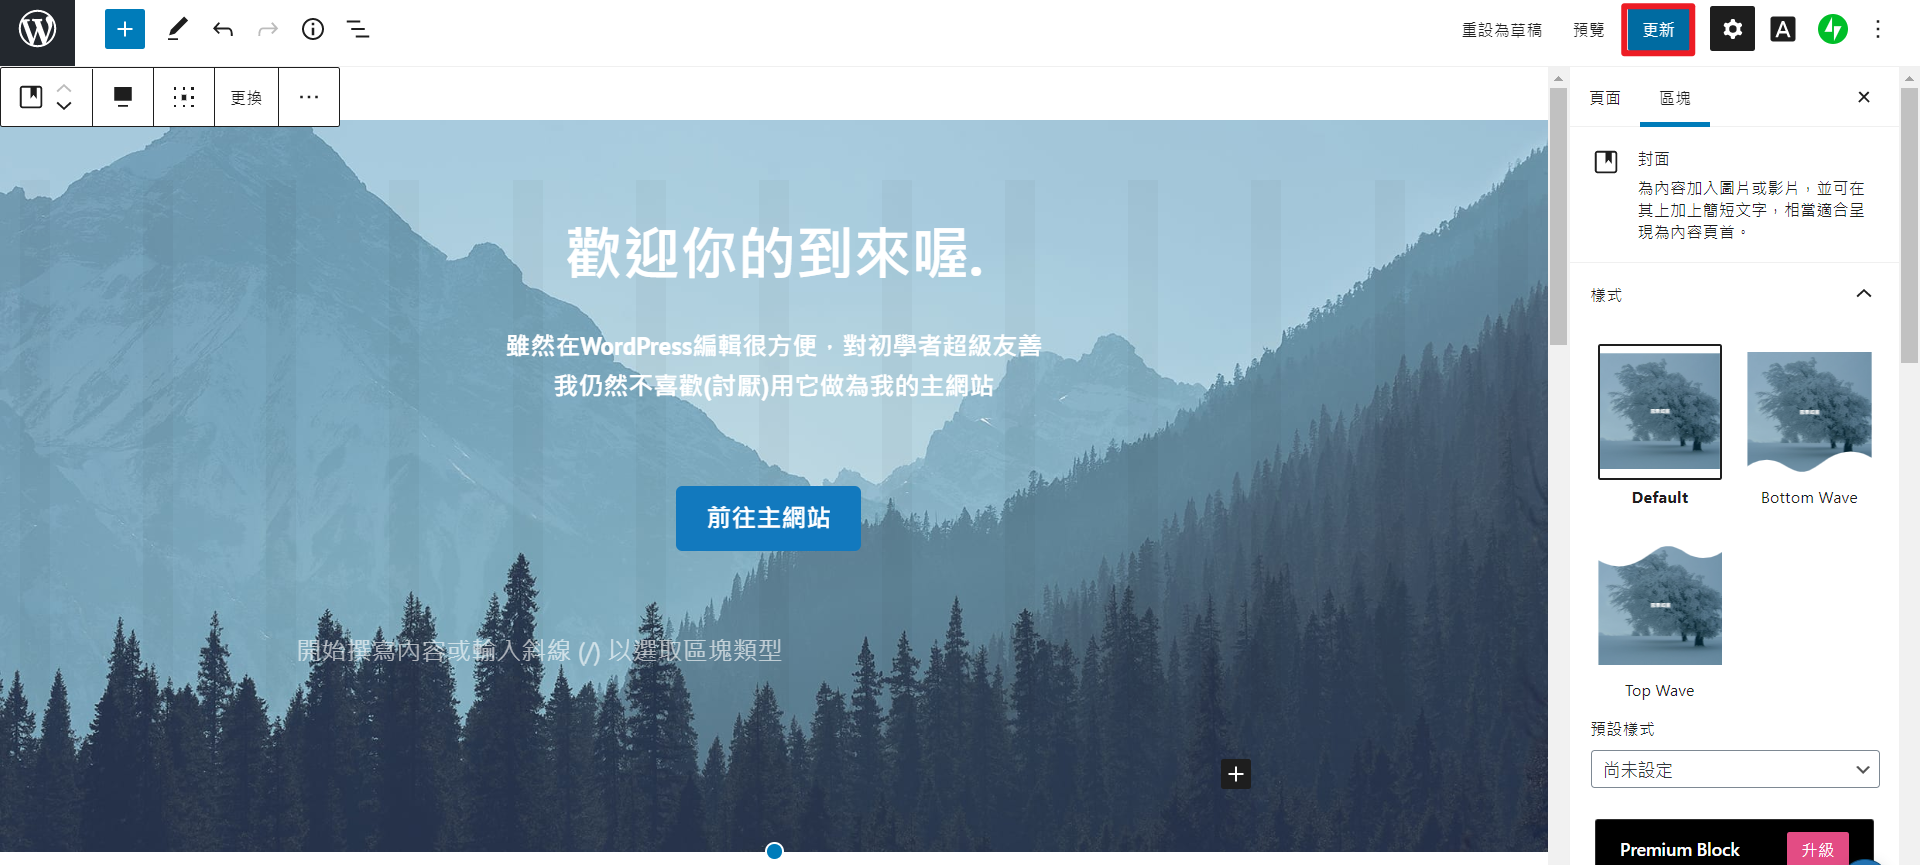 重設為草稿
預覽
更新
更換
歡迎你的到來喔.
雖然在WordPress編輯很方便，對初學者超級友善
我仍然不喜歡(討厭)用它做為我的主網站
前往主網站
開始撰寫內容或輸入斜線 (/) 以選取區塊類型
頁面
區塊
封面
為內容加入圖片或影片，並可在
其上加上簡短文字，相當適合呈
現為內容頁首。
樣式
Default
Bottom Wave
Top Wave
預設樣式
尚未設定
Premium Block
升級